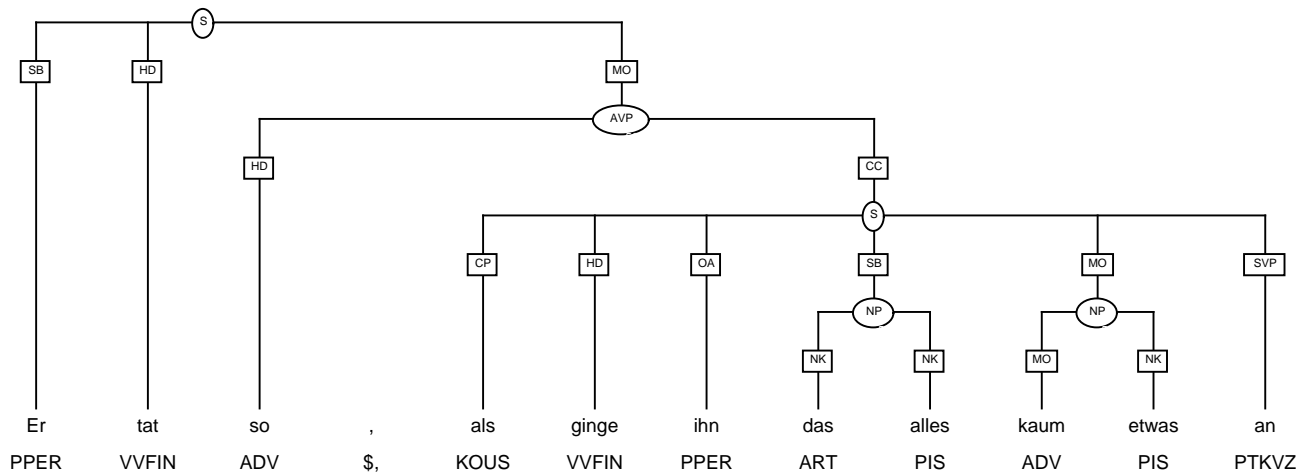 S
SB HD MO
AVP
HD CC
S
CP HD OA SB MO SVP
NP NP
NK NK MO NK
Er tat so , als ginge ihn das alles kaum etwas an
PPER VVFIN ADV $, KOUS VVFIN PPER ART PIS ADV PIS PTKVZ